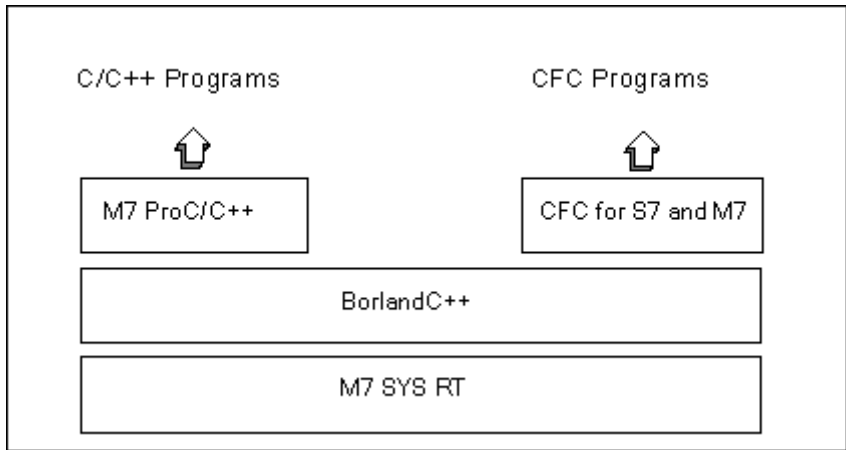 C/C++ Programs
CFC Programs
M7 ProC/C++
CFC for S7 and M7
BorlandC++
M7 SYS RT